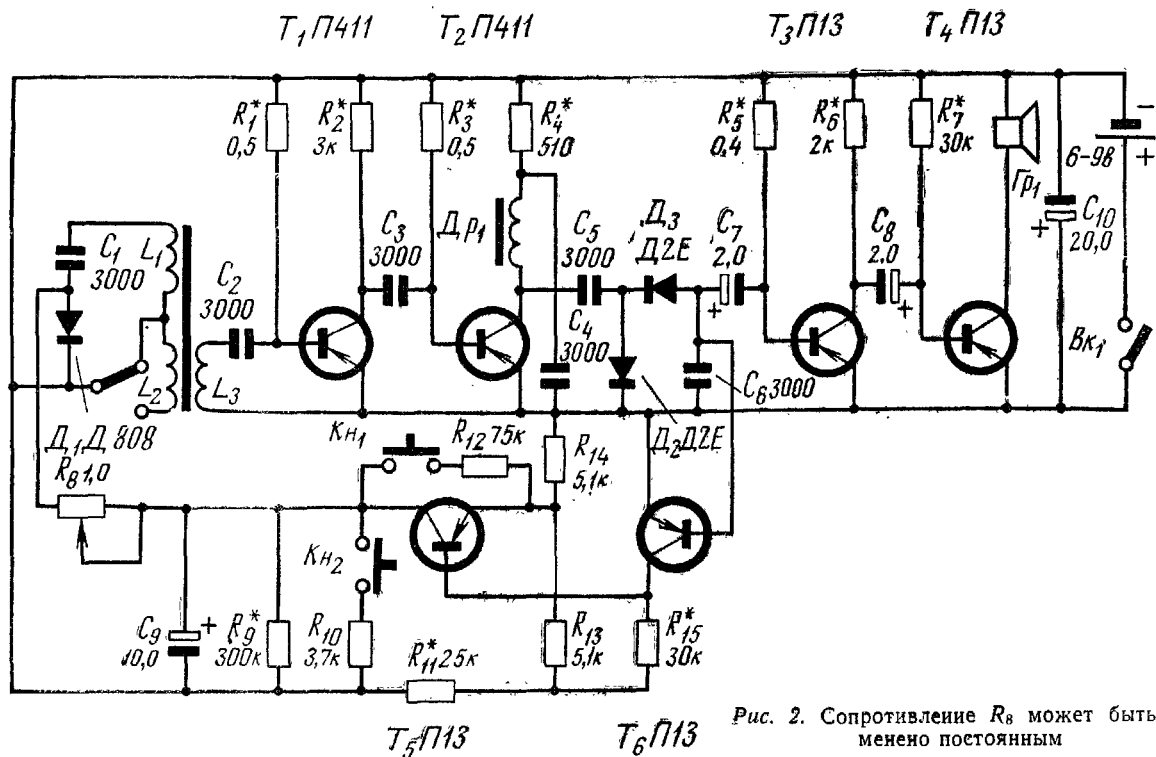 T₁ П411 T₂ П411 T₃ П13 T₄ П13
R₁* 0,5
R₂* 3к
R₃* 0,5
R₄* 510
R₅* 0,4
R₆* 2к
R₇* 30к
Гр₁
6-9В
- +
+ C₁₀ 20,0
Вк₁
C₁ 3000
L₁
L₂
L₃
C₂ 3000
C₃ 3000
Др₁
C₅ 3000
C₄ 3000
Д₃ Д2Е
C₇ 2,0
+
C₈ 2,0
+
C₆ 3000
Д₂ Д2Е
Д₁ Д808
R₈ 1,0
Кн₁
R₁₂ 75к
R₁₄ 5,1к
Кн₂
C₉ 10,0
+
R₉* 300к
R₁₀ 3,7к
R₁₁* 25к
R₁₃ 5,1к
R₁₅* 30к
T₅ П13 T₆ П13
Рис. 2. Сопротивление R₈ может быть
менено постоянным